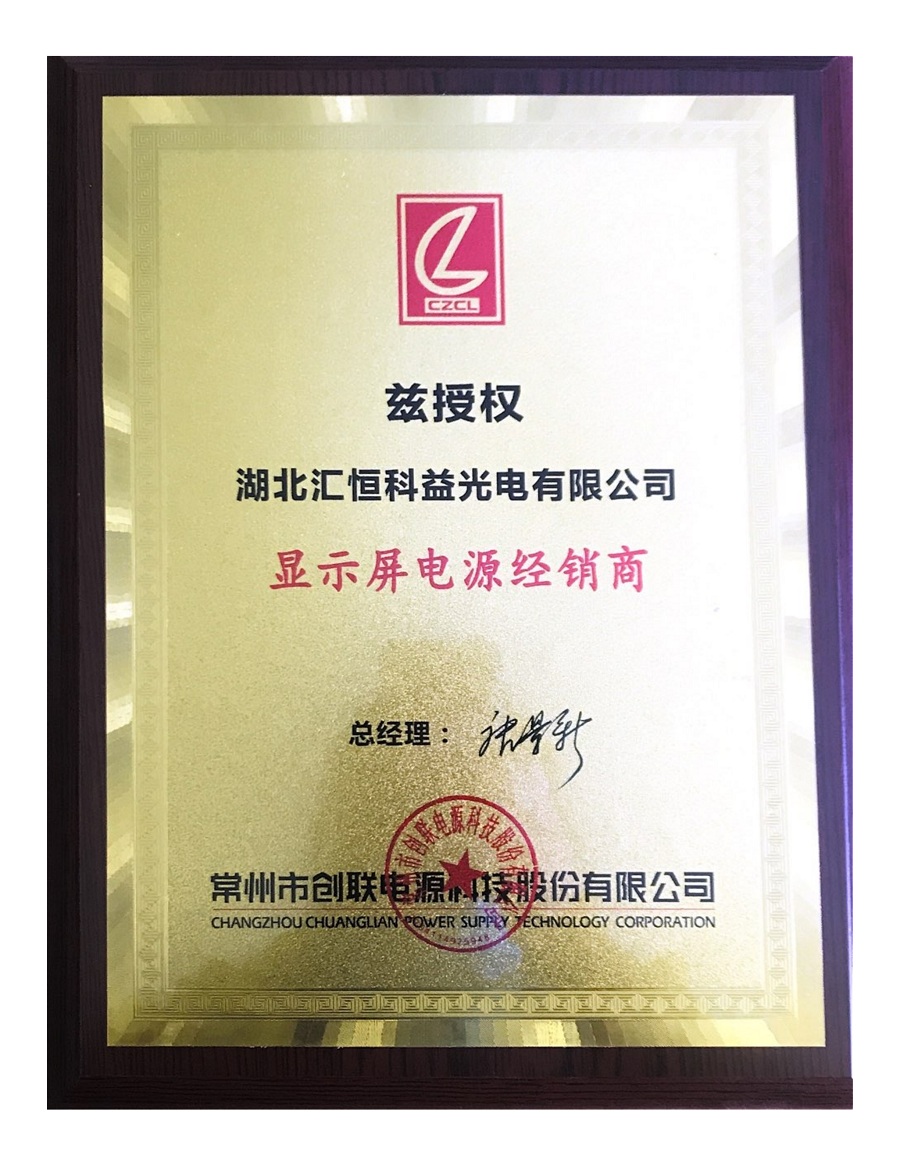 CZCL
兹授权
湖北汇恒科益光电有限公司
显示屏电源经销商
总经理：
常州市创联电源科技股份有限公司
CHANGZHOU CHUANGLIAN POWER SUPPLY TECHNOLOGY CORPORATION